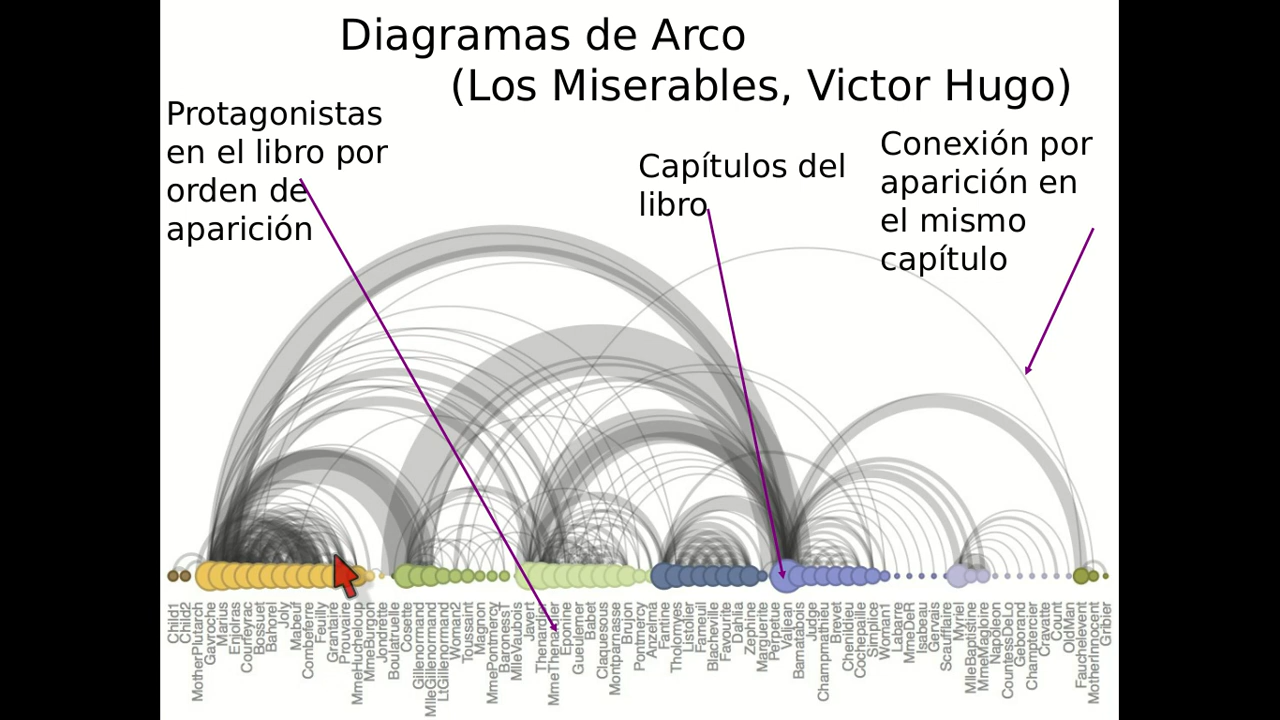 Diagramas de Arco
(Los Miserables, Victor Hugo)
Protagonistas
en el libro por
orden de
aparición
Capítulos del
libro
Conexión por
aparición en
el mismo
capítulo
Child1
Child2
MotherPlutarch
Gavroche
Marius
Mabeuf
Enjolras
Combeferre
Prouvaire
Feuilly
Courfeyrac
Bahorel
Bossuet
Joly
Grantaire
MmeHucheloup
MmeBurgon
Jondrette
Boulatruelle
Cosette
Gillenormand
MlleGillenormand
LtGillenormand
Woman2
Toussaint
Magnon
MmePontmercy
BaronessT
MlleVaubois
Javert
Thenardier
MmeThenardier
Eponine
Gueulemer
Babet
Claquesous
Montparnasse
Brujon
Pontmercy
Anzelma
Fantine
Tholomyes
Listolier
Fameuil
Blacheville
Favourite
Dahlia
Zephine
Marguerite
Perpetue
Valjean
Bamatabois
Judge
Champmathieu
Brevet
Chenildieu
Cochepaille
Simplice
Woman1
Labarre
MmeDeR
Isabeau
Gervais
Scaufflaire
Myriel
MlleBaptistine
MmeMagloire
Napoleon
CountessDeLo
Geborand
Champtercier
Cravatte
Count
OldMan
Fauchelevent
MotherInnocent
Gribier